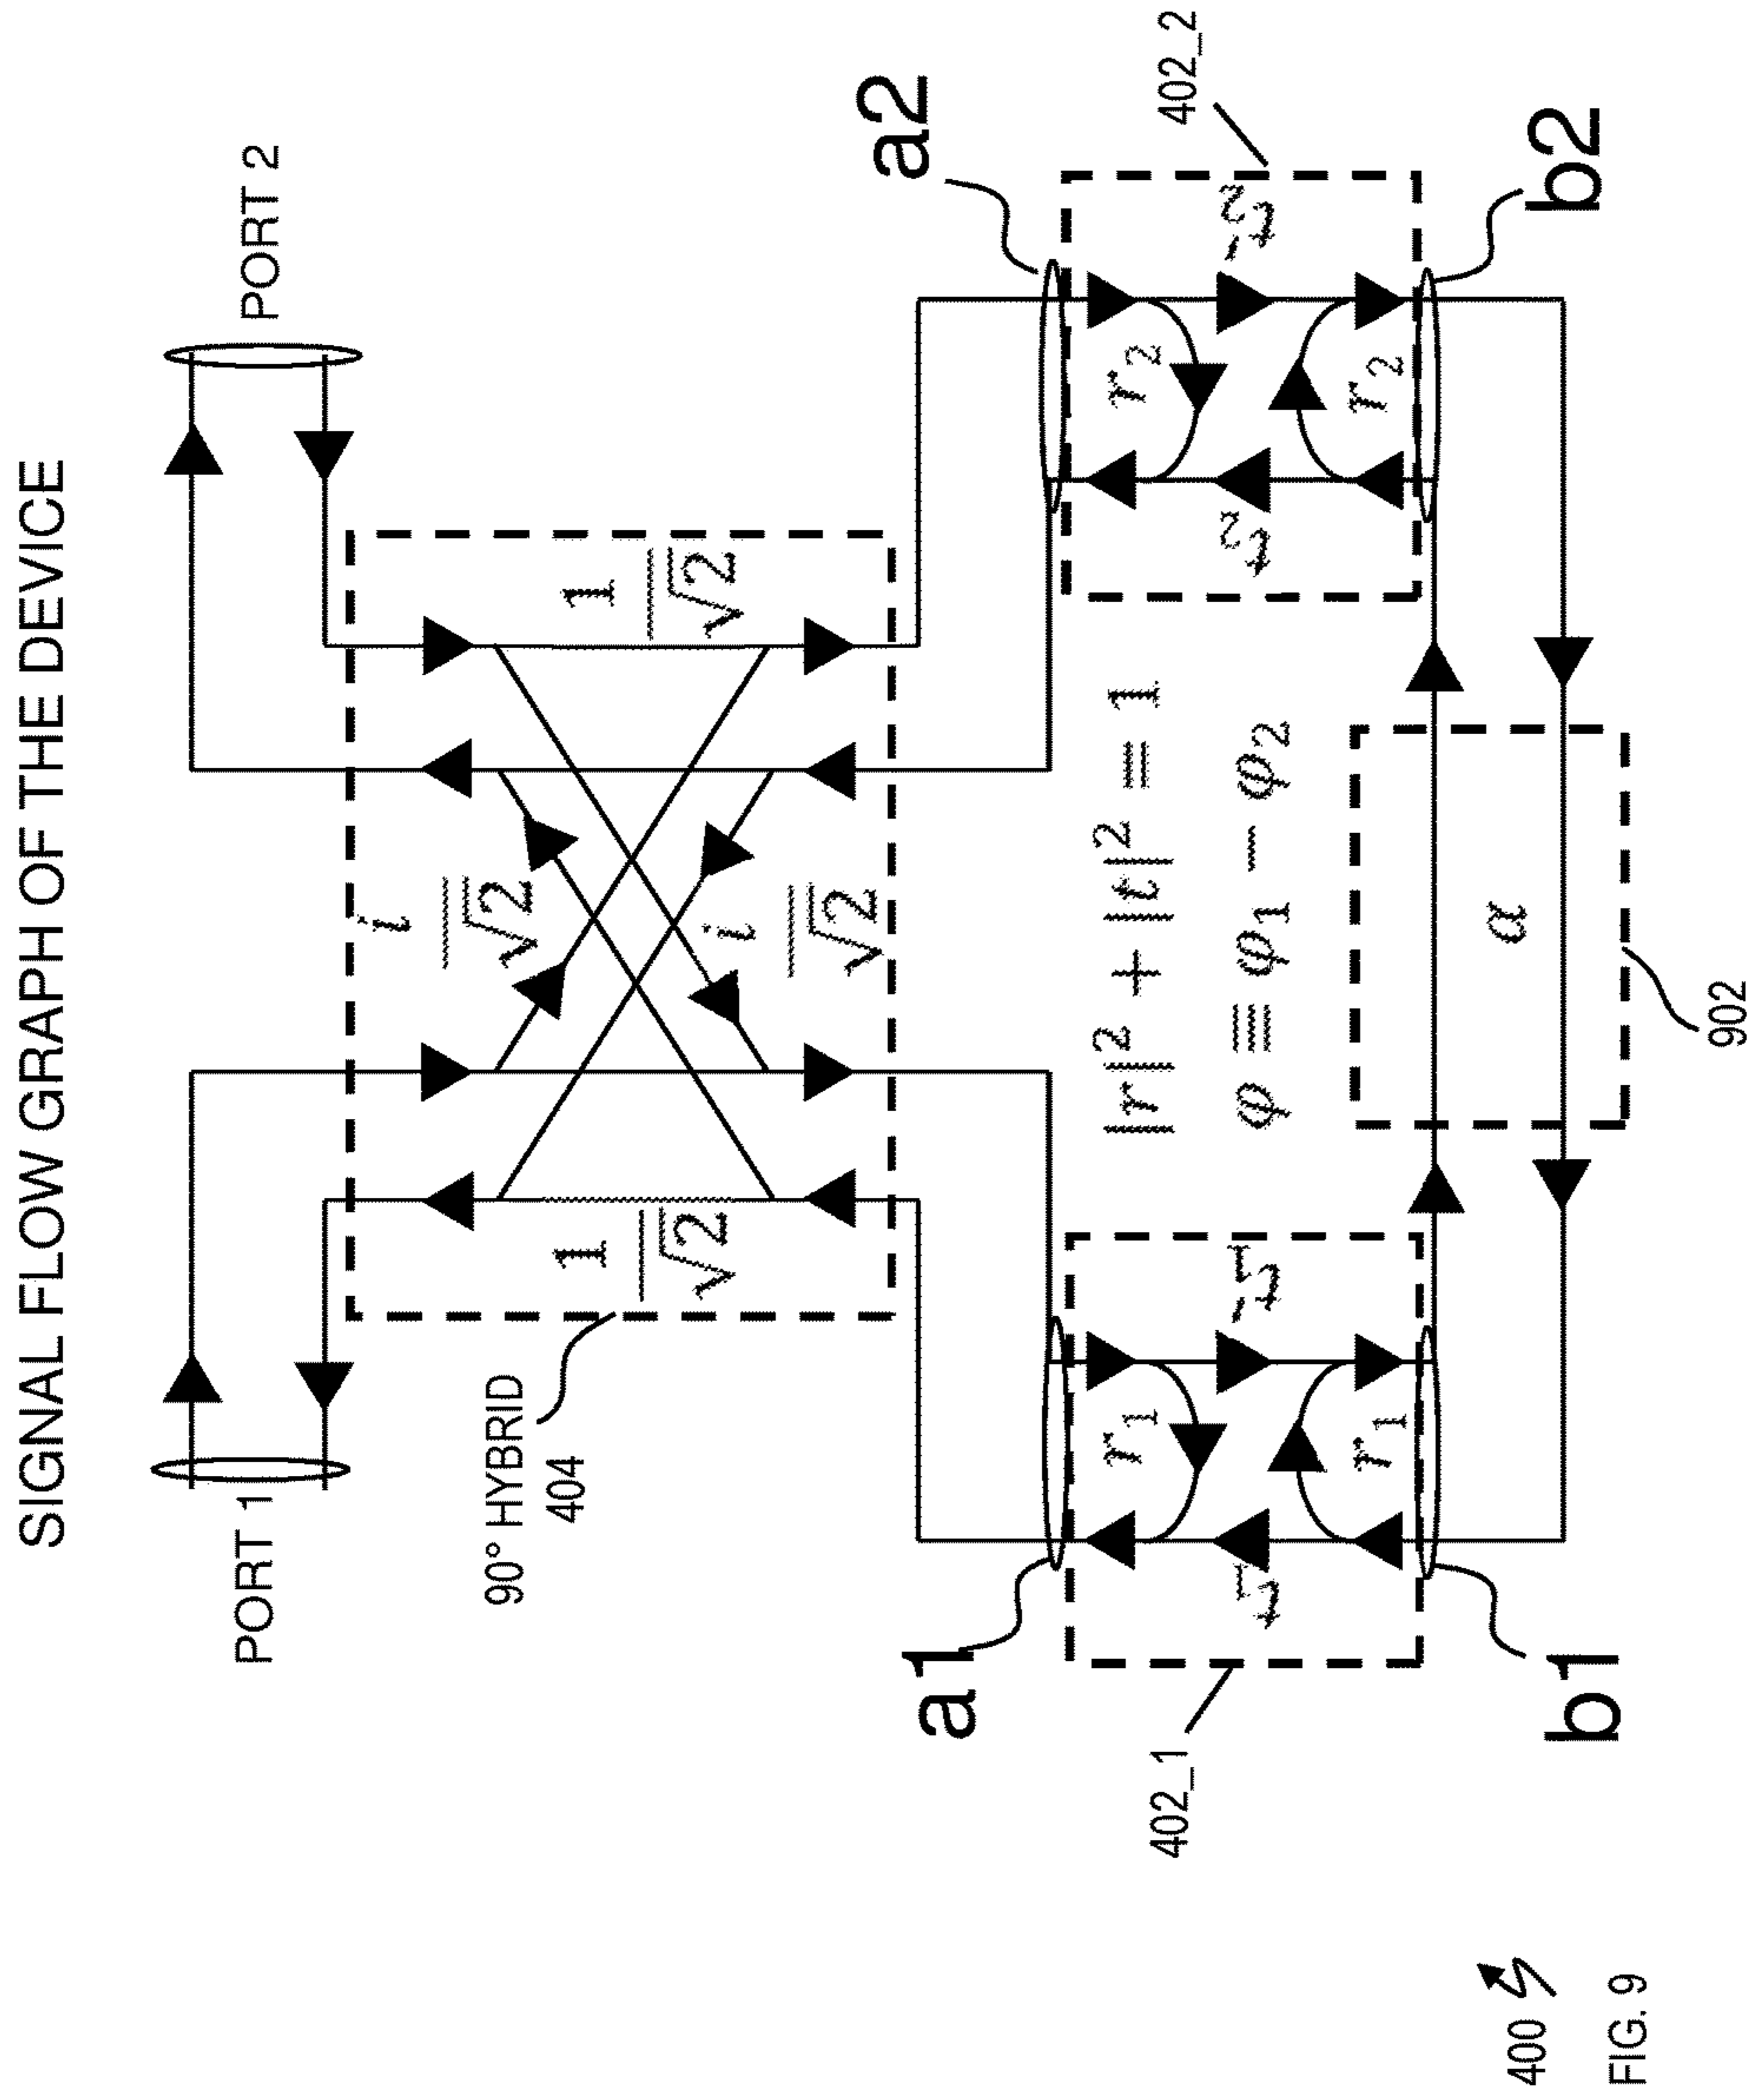 SIGNAL FLOW GRAPH OF THE DEVICE
PORT 1
PORT 2
90° HYBRID
404
i
√2
1
√2
1
√2
i
√2
a1
a2
402_1
402_2
r₁
t₁
t'₁
r₁
r₂
t₂
t'₂
r₂
|r|² + |t|² = 1
φ ≡ φ₁ − φ₂
b1
b2
α
902
400
FIG. 9